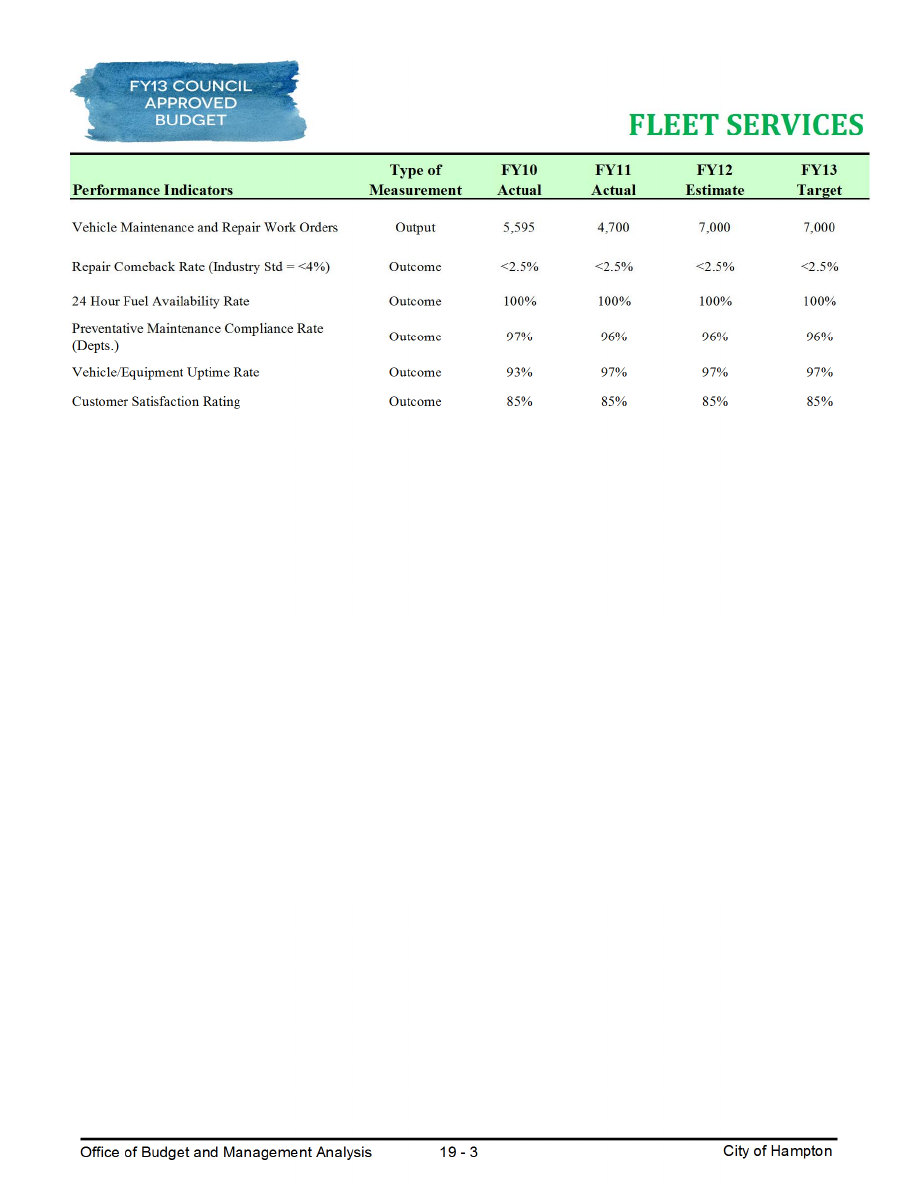 FY13 COUNCIL
APPROVED
BUDGET
FLEET SERVICES
Performance Indicators Type of Measurement FY10 Actual FY11 Actual FY12 Estimate FY13 Target
Vehicle Maintenance and Repair Work Orders Output 5,595 4,700 7,000 7,000
Repair Comeback Rate (Industry Std = <4%) Outcome <2.5% <2.5% <2.5% <2.5%
24 Hour Fuel Availability Rate Outcome 100% 100% 100% 100%
Preventative Maintenance Compliance Rate
(Depts.) Outcome 97% 96% 96% 96%
Vehicle/Equipment Uptime Rate Outcome 93% 97% 97% 97%
Customer Satisfaction Rating Outcome 85% 85% 85% 85%
Office of Budget and Management Analysis 19 - 3 City of Hampton